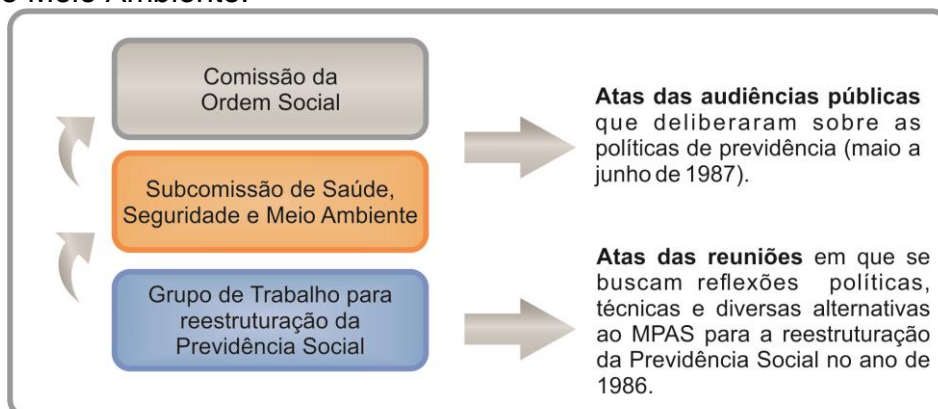 e Meio Ambiente.
Comissão da
Ordem Social
Subcomissão de Saúde,
Seguridade e Meio Ambiente
Grupo de Trabalho para
reestruturação da
Previdência Social
Atas das audiências públicas
que deliberaram sobre as
políticas de previdência (maio a
junho de 1987).
Atas das reuniões em que se
buscam reflexões políticas,
técnicas e diversas alternativas
ao MPAS para a reestruturação
da Previdência Social no ano de
1986.